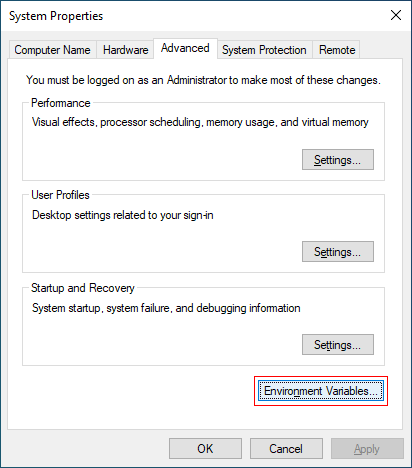 System Properties
Computer Name Hardware Advanced System Protection Remote
You must be logged on as an Administrator to make most of these changes.
Performance
Visual effects, processor scheduling, memory usage, and virtual memory
Settings...
User Profiles
Desktop settings related to your sign-in
Settings...
Startup and Recovery
System startup, system failure, and debugging information
Settings...
Environment Variables...
OK Cancel Apply